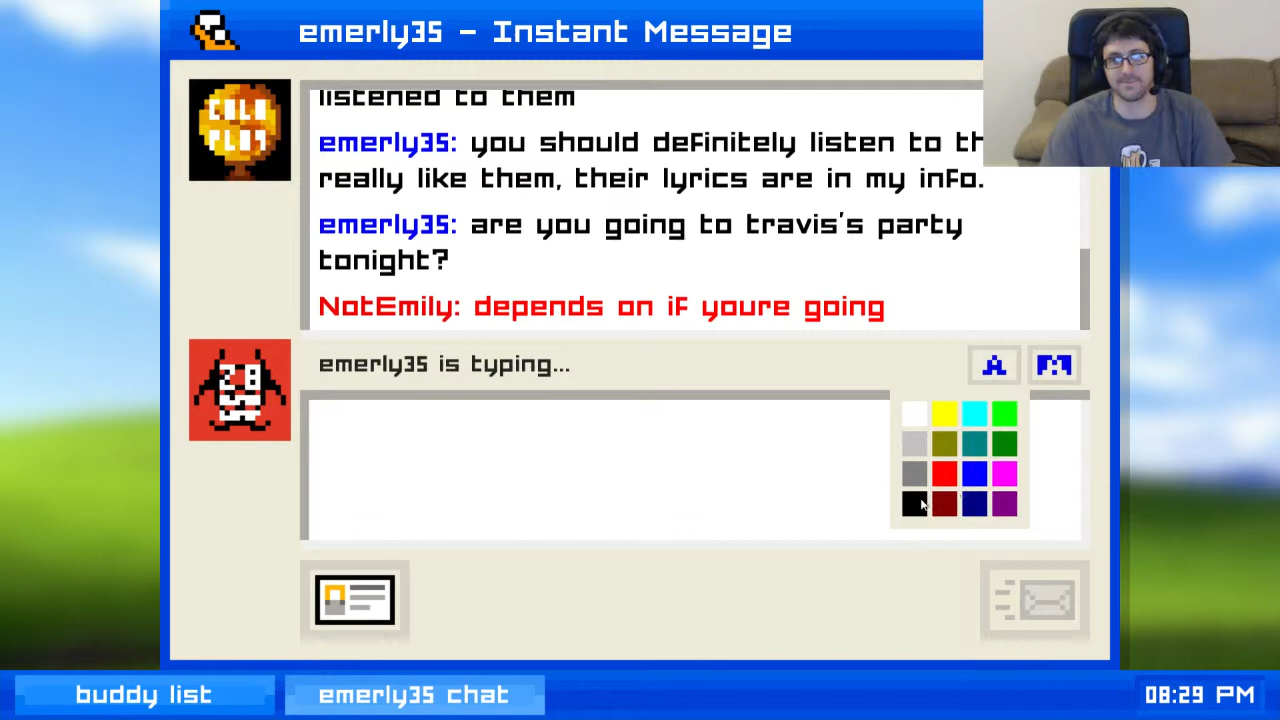 emerly35 - Instant Message
COLD
PLAY
listened to them
emerly35: you should definitely listen to th
really like them, their lyrics are in my info.
emerly35: are you going to travis's party
tonight?
NotEmily: depends on if youre going
emerly35 is typing...
A
buddy list
emerly35 chat
08:29 PM